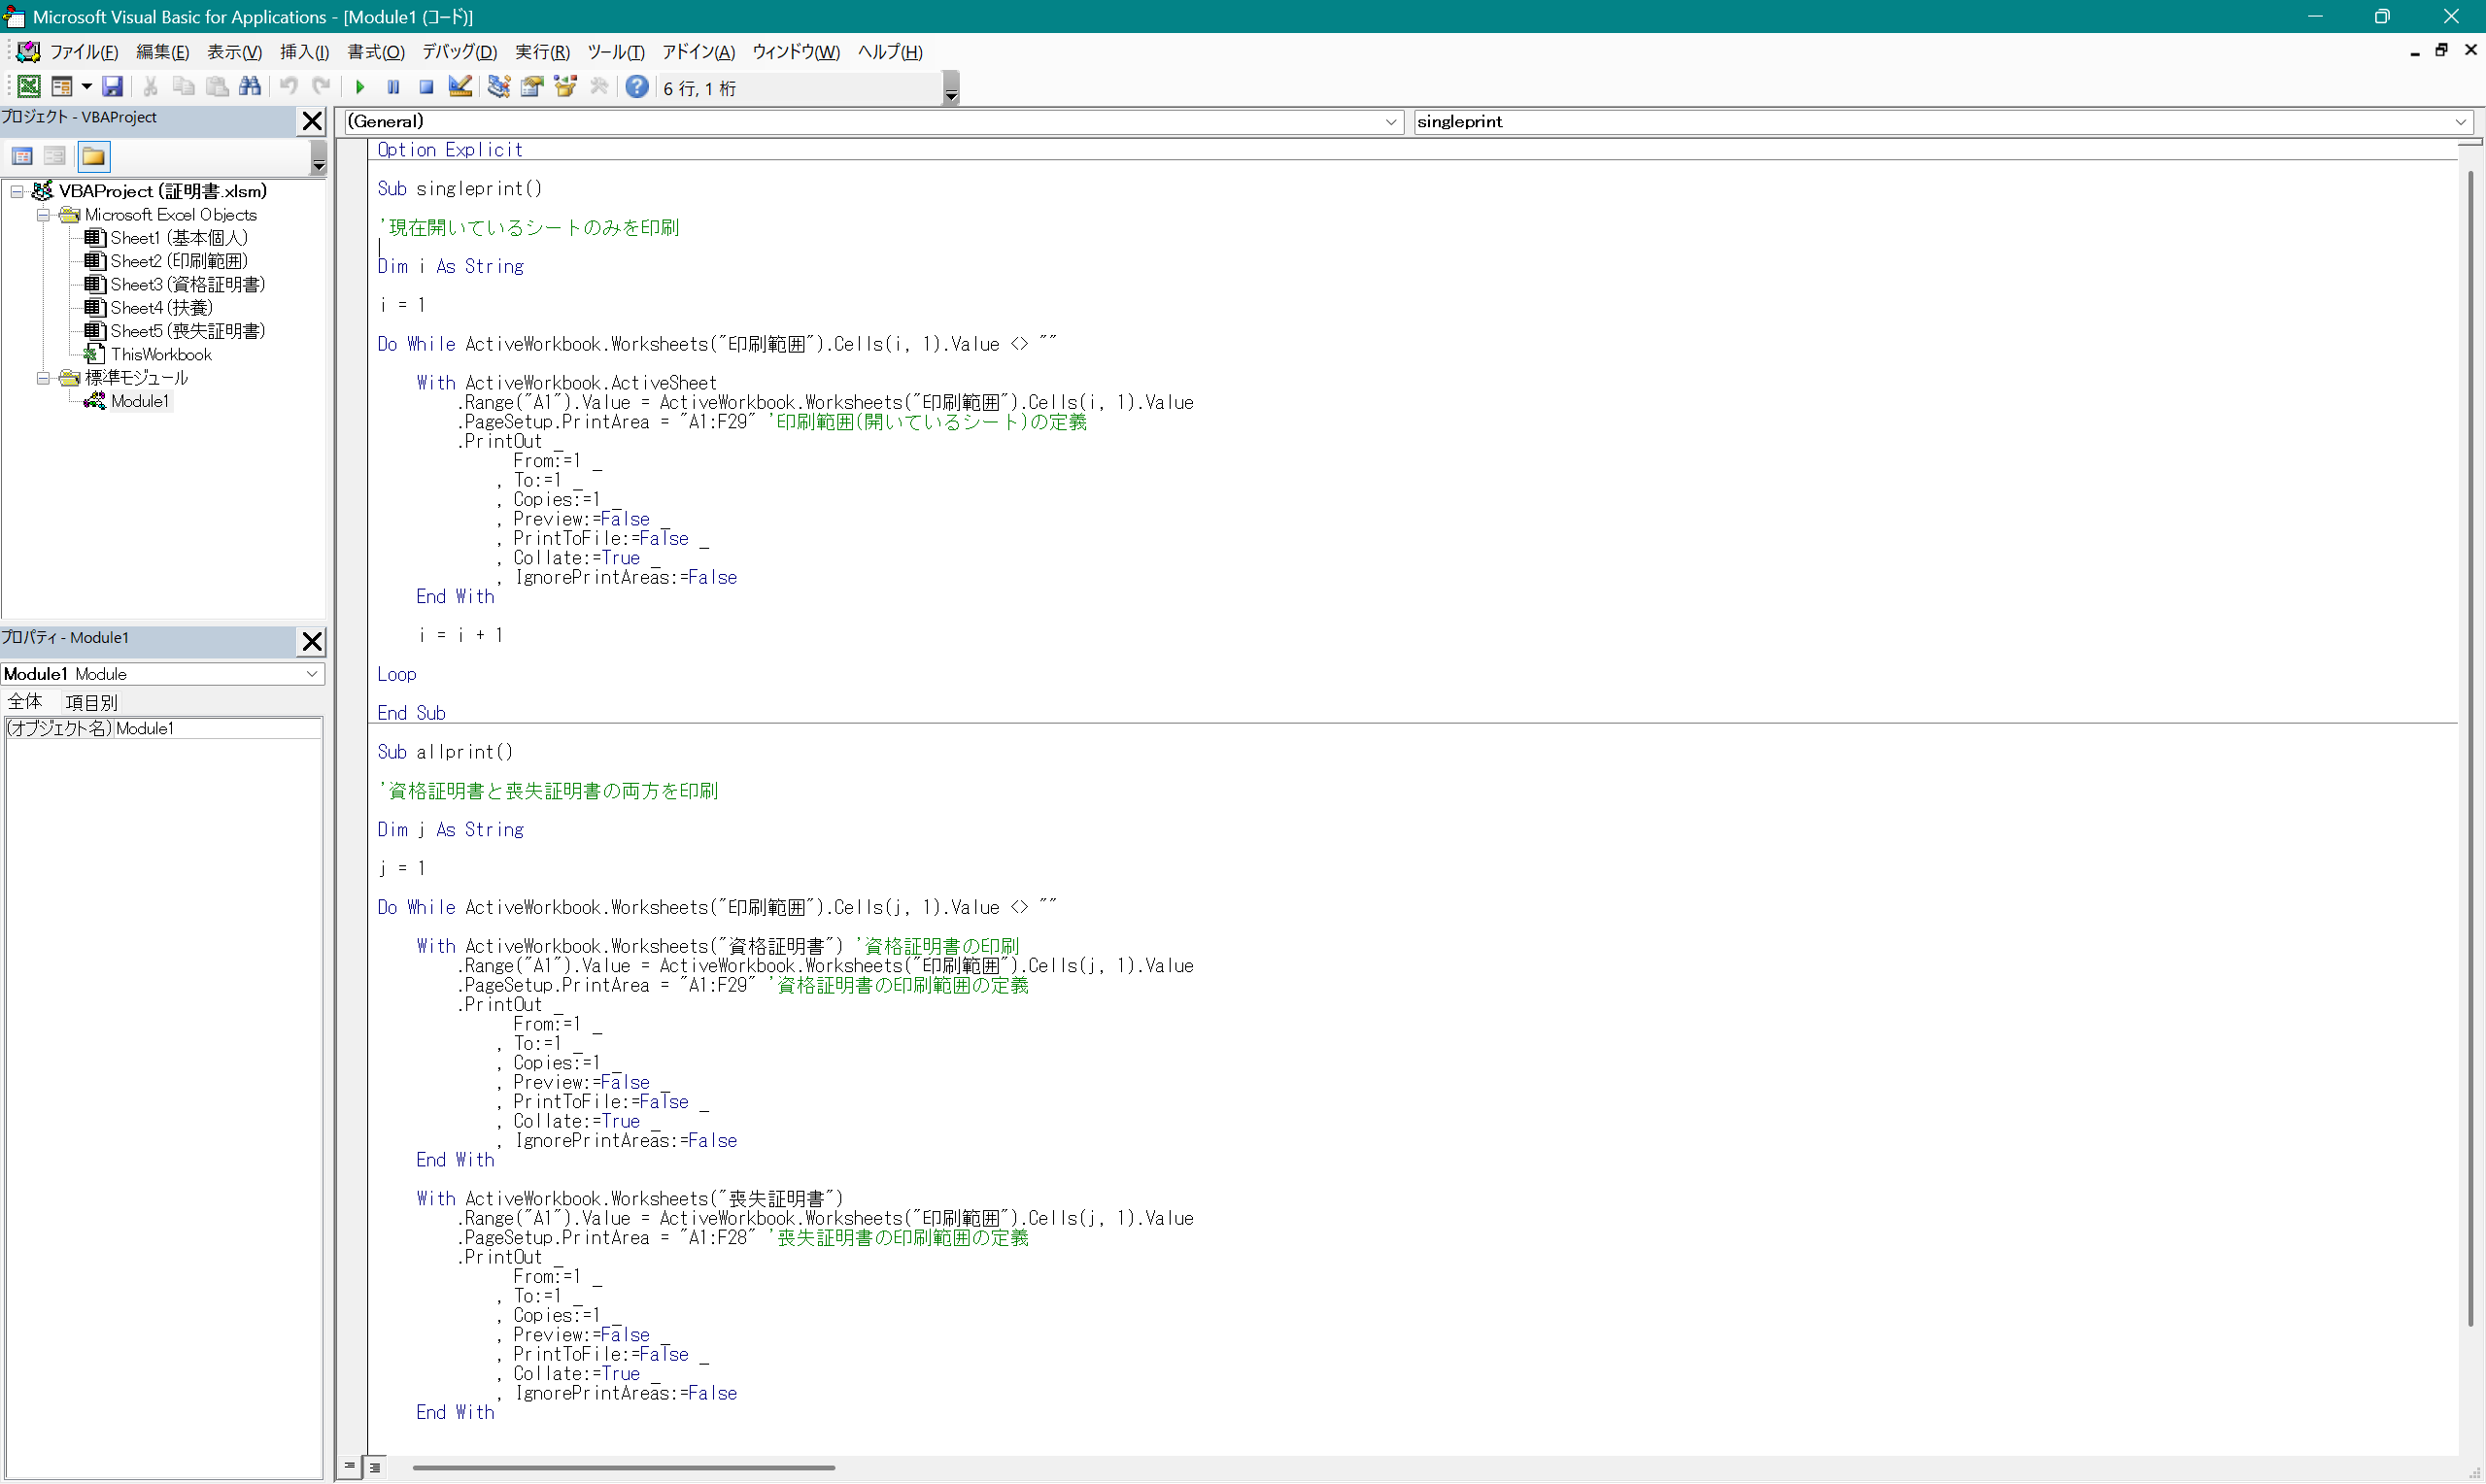 Microsoft Visual Basic for Applications - [Module1 (コード)]
ファイル(F) 編集(E) 表示(V) 挿入(I) 書式(O) デバッグ(D) 実行(R) ツール(T) アドイン(A) ウィンドウ(W) ヘルプ(H)
6 行, 1 桁
プロジェクト - VBAProject
VBAProject (証明書.xlsm)
Microsoft Excel Objects
Sheet1 (基本個人)
Sheet2 (印刷範囲)
Sheet3 (資格証明書)
Sheet4 (扶養)
Sheet5 (喪失証明書)
ThisWorkbook
標準モジュール
Module1
プロパティ - Module1
Module1 Module
全体 項目別
(オブジェクト名) Module1
(General) singleprint
Option Explicit
Sub singleprint()
'現在開いているシートのみを印刷
Dim i As String
i = 1
Do While ActiveWorkbook.Worksheets("印刷範囲").Cells(i, 1).Value <> ""
With ActiveWorkbook.ActiveSheet
.Range("A1").Value = ActiveWorkbook.Worksheets("印刷範囲").Cells(i, 1).Value
.PageSetup.PrintArea = "A1:F29" '印刷範囲(開いているシート)の定義
.PrintOut _
From:=1 _
, To:=1 _
, Copies:=1 _
, Preview:=False _
, PrintToFile:=False _
, Collate:=True _
, IgnorePrintAreas:=False
End With
i = i + 1
Loop
End Sub
Sub allprint()
'資格証明書と喪失証明書の両方を印刷
Dim j As String
j = 1
Do While ActiveWorkbook.Worksheets("印刷範囲").Cells(j, 1).Value <> ""
With ActiveWorkbook.Worksheets("資格証明書") '資格証明書の印刷
.Range("A1").Value = ActiveWorkbook.Worksheets("印刷範囲").Cells(j, 1).Value
.PageSetup.PrintArea = "A1:F29" '資格証明書の印刷範囲の定義
.PrintOut _
From:=1 _
, To:=1 _
, Copies:=1 _
, Preview:=False _
, PrintToFile:=False _
, Collate:=True _
, IgnorePrintAreas:=False
End With
With ActiveWorkbook.Worksheets("喪失証明書")
.Range("A1").Value = ActiveWorkbook.Worksheets("印刷範囲").Cells(j, 1).Value
.PageSetup.PrintArea = "A1:F28" '喪失証明書の印刷範囲の定義
.PrintOut _
From:=1 _
, To:=1 _
, Copies:=1 _
, Preview:=False _
, PrintToFile:=False _
, Collate:=True _
, IgnorePrintAreas:=False
End With